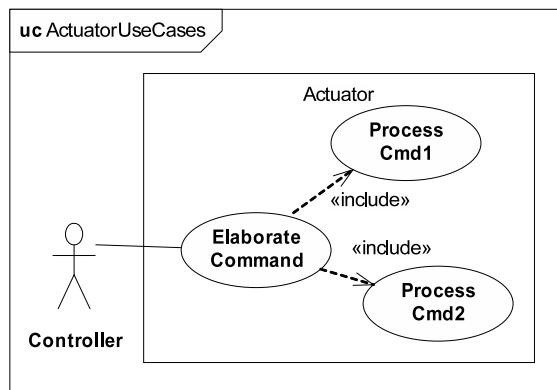 uc ActuatorUseCases
Actuator
Process
Cmd1
«include»
Elaborate
Command
«include»
Process
Cmd2
Controller